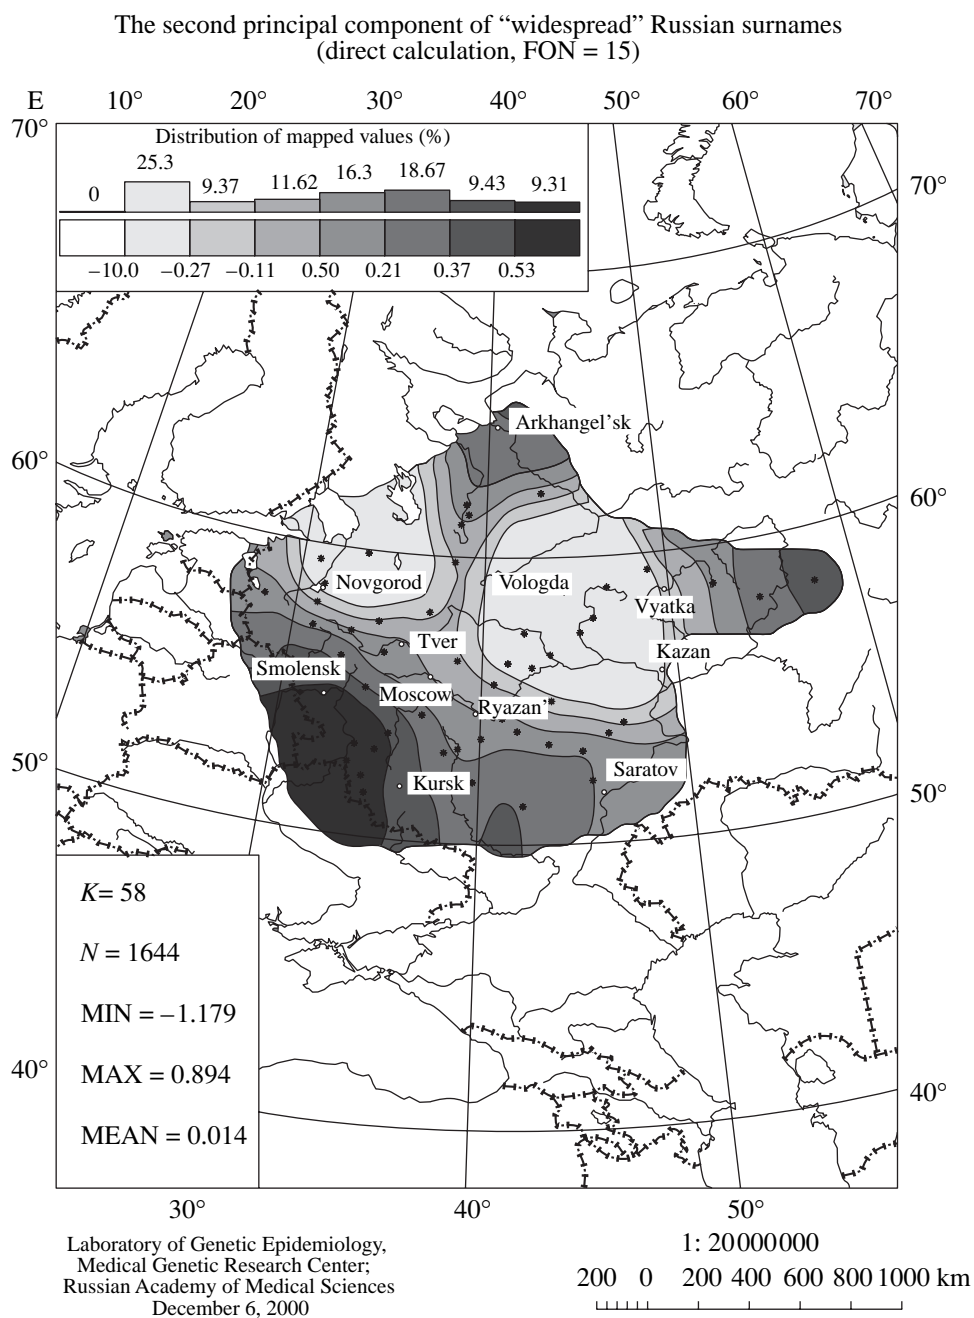 The second principal component of “widespread” Russian surnames
(direct calculation, FON = 15)
E 10° 20° 30° 40° 50° 60° 70°
70°
Distribution of mapped values (%)
0 25.3 9.37 11.62 16.3 18.67 9.43 9.31
−10.0 −0.27 −0.11 0.50 0.21 0.37 0.53
70°
Arkhangel’sk
60°
60°
Novgorod
Vologda
Vyatka
Tver
Kazan
Smolensk
Moscow
Ryazan’
Kursk
Saratov
50°
50°
K= 58
N = 1644
MIN = −1.179
MAX = 0.894
MEAN = 0.014
40°
40°
30° 40° 50°
Laboratory of Genetic Epidemiology,
Medical Genetic Research Center;
Russian Academy of Medical Sciences
December 6, 2000
1: 20000000
200 0 200 400 600 800 1000 km